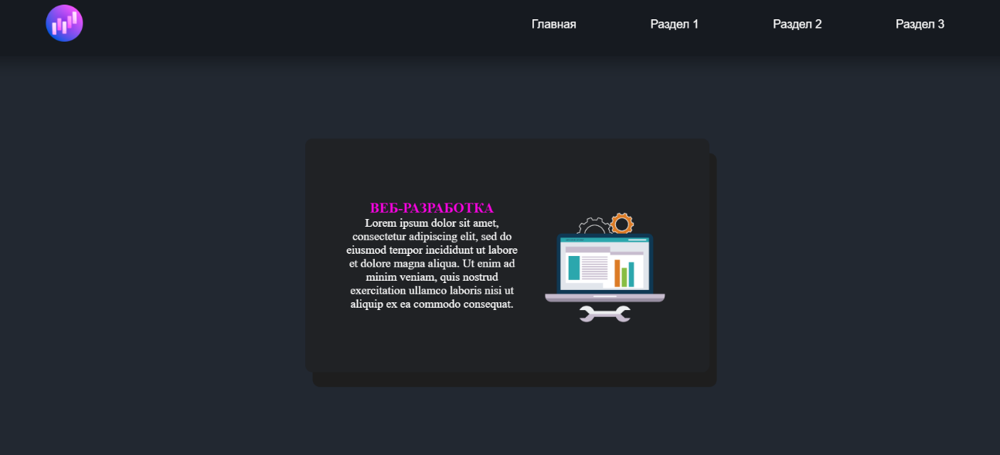 Главная
Раздел 1
Раздел 2
Раздел 3
ВЕБ-РАЗРАБОТКА
Lorem ipsum dolor sit amet,
consectetur adipiscing elit, sed do
eiusmod tempor incididunt ut labore
et dolore magna aliqua. Ut enim ad
minim veniam, quis nostrud
exercitation ullamco laboris nisi ut
aliquip ex ea commodo consequat.